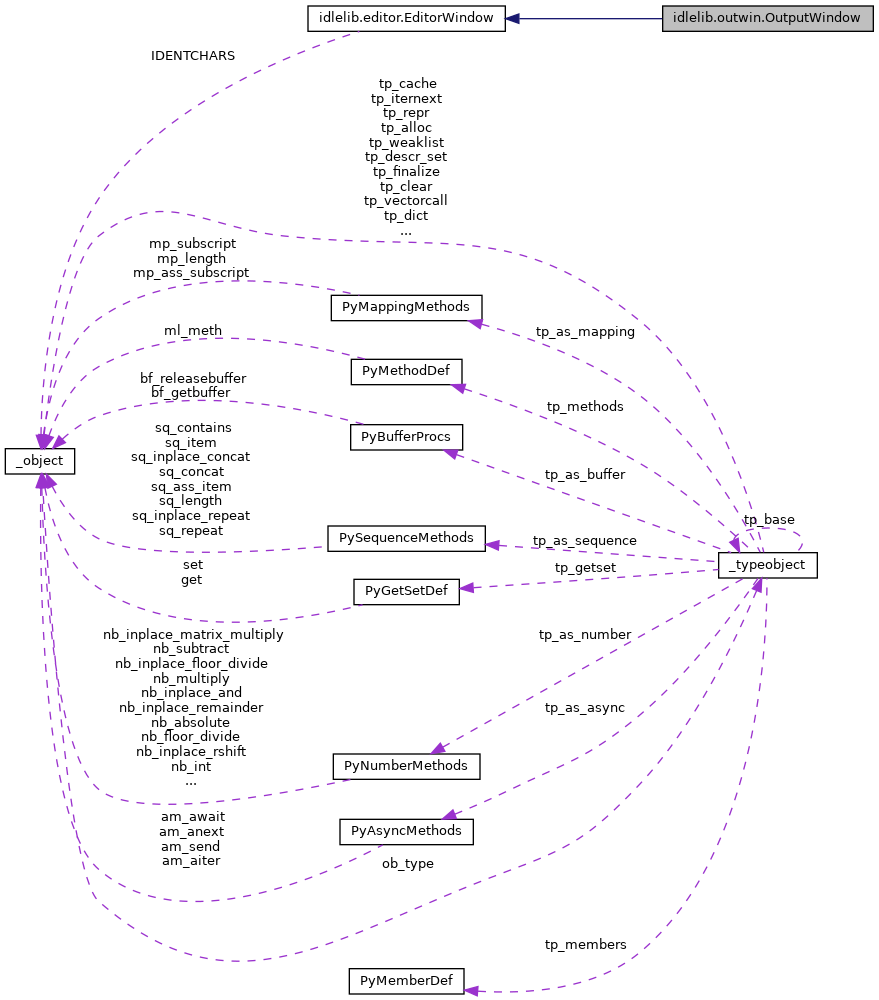 idlelib.editor.EditorWindow
idlelib.outwin.OutputWindow
IDENTCHARS
tp_cache
tp_iternext
tp_repr
tp_alloc
tp_weaklist
tp_descr_set
tp_finalize
tp_clear
tp_vectorcall
tp_dict
...
mp_subscript
mp_length
mp_ass_subscript
PyMappingMethods
tp_as_mapping
ml_meth
PyMethodDef
tp_methods
bf_releasebuffer
bf_getbuffer
PyBufferProcs
tp_as_buffer
_object
sq_contains
sq_item
sq_inplace_concat
sq_concat
sq_ass_item
sq_length
sq_inplace_repeat
sq_repeat
PySequenceMethods
tp_as_sequence
tp_base
_typeobject
set
get
PyGetSetDef
tp_getset
nb_inplace_matrix_multiply
nb_subtract
nb_inplace_floor_divide
nb_multiply
nb_inplace_and
nb_inplace_remainder
nb_absolute
nb_floor_divide
nb_inplace_rshift
nb_int
...
PyNumberMethods
tp_as_number
tp_as_async
am_await
am_anext
am_send
am_aiter
PyAsyncMethods
ob_type
tp_members
PyMemberDef